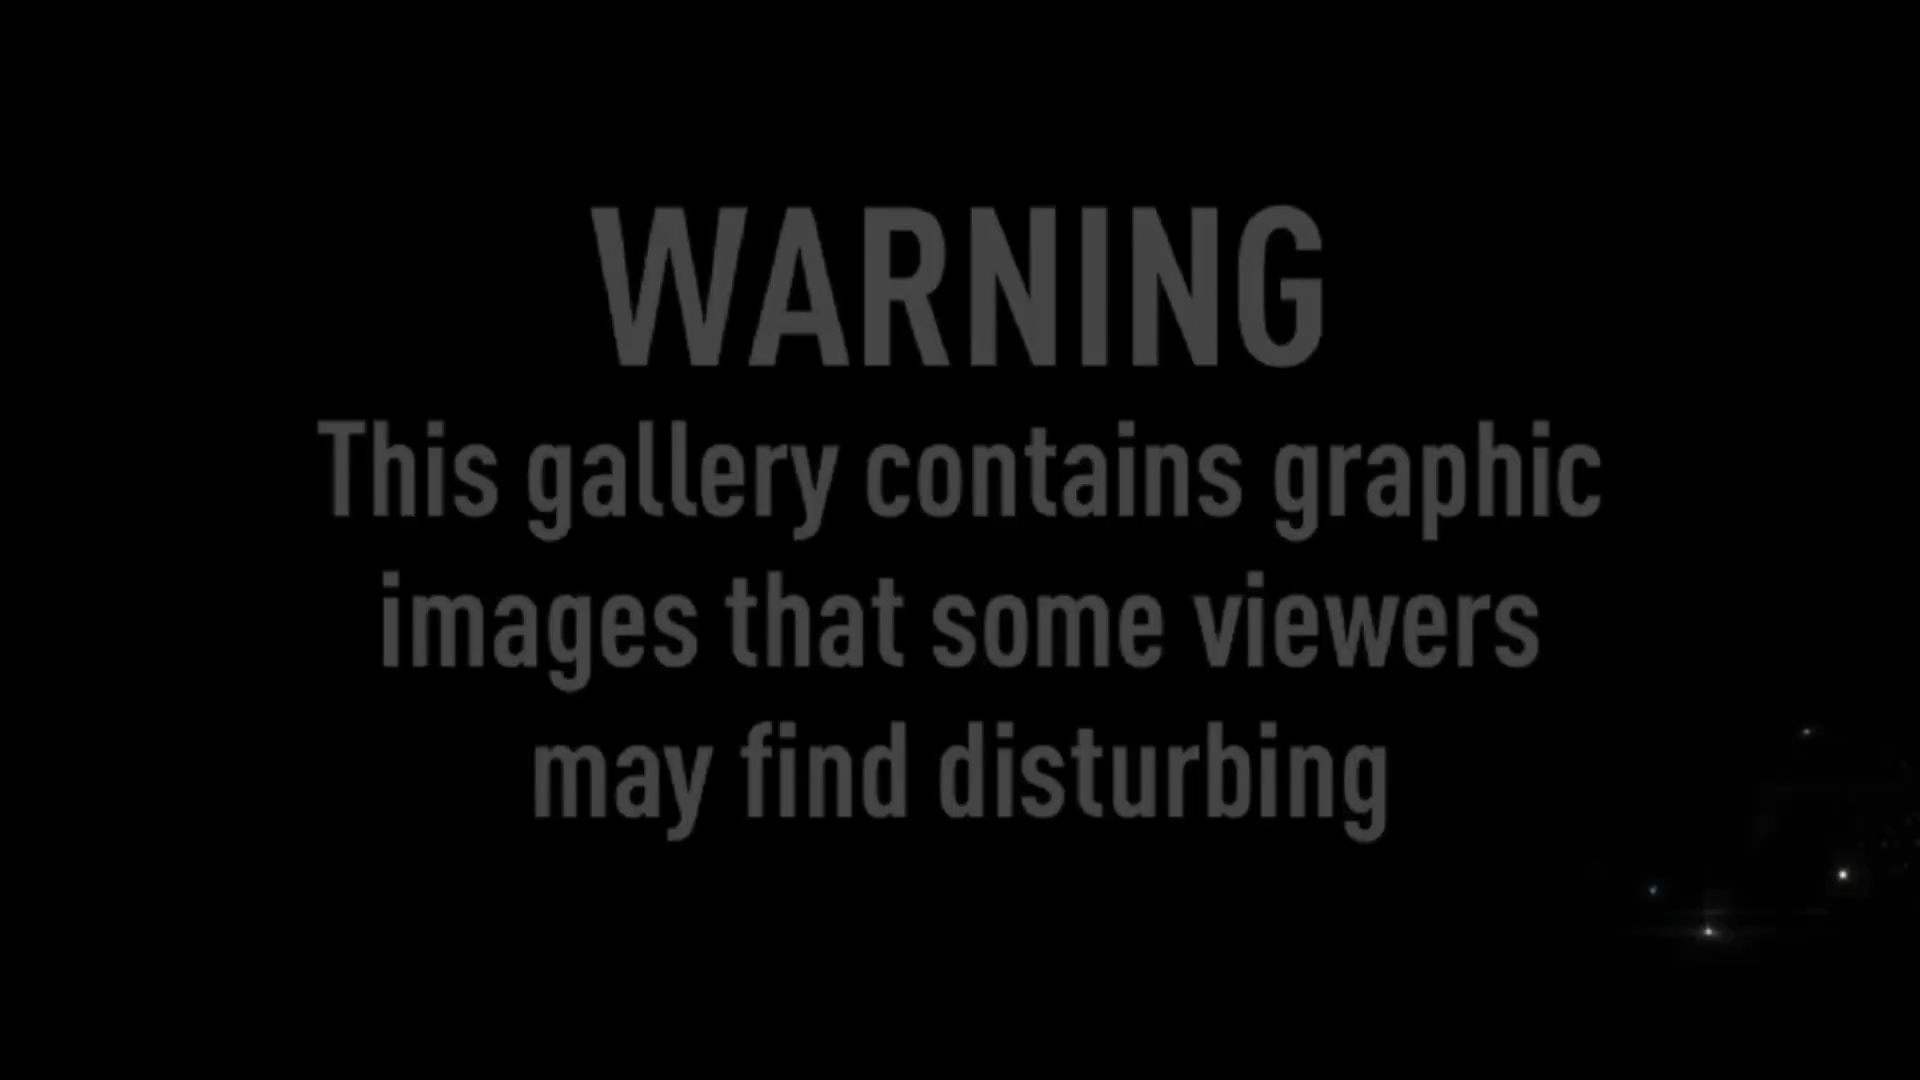 WARNING
This gallery contains graphic
images that some viewers
may find disturbing